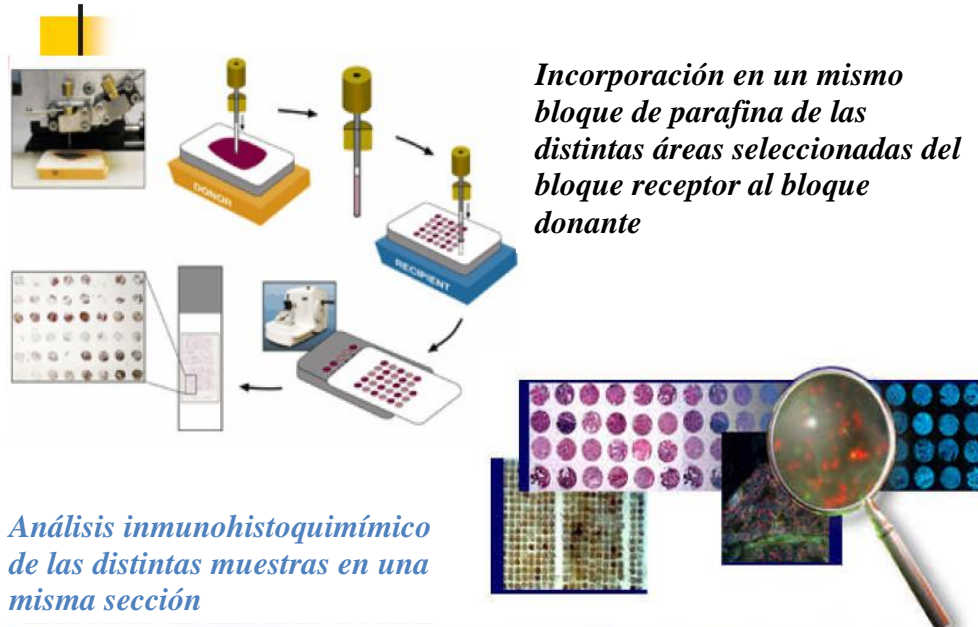 Incorporación en un mismo
bloque de parafina de las
distintas áreas seleccionadas del
bloque receptor al bloque
donante
DONOR
RECIPIENT
Análisis inmunohistoquimímico
de las distintas muestras en una
misma sección